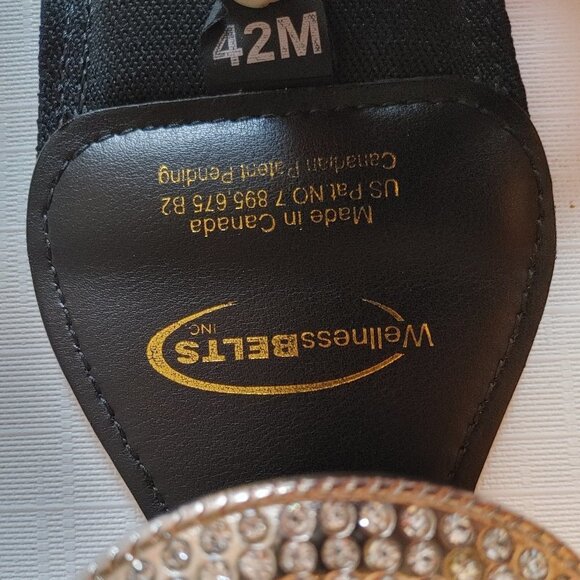 42M
WellnessBELTS
INC.
Made in Canada
US Pat NO 7 895 675 B2
Canadian Patent Pending